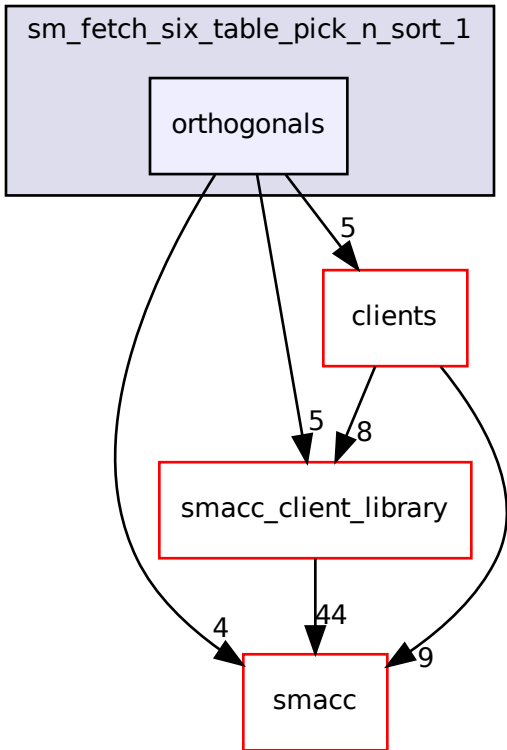 sm_fetch_six_table_pick_n_sort_1
orthogonals
5
clients
5
8
smacc_client_library
4
44
9
smacc